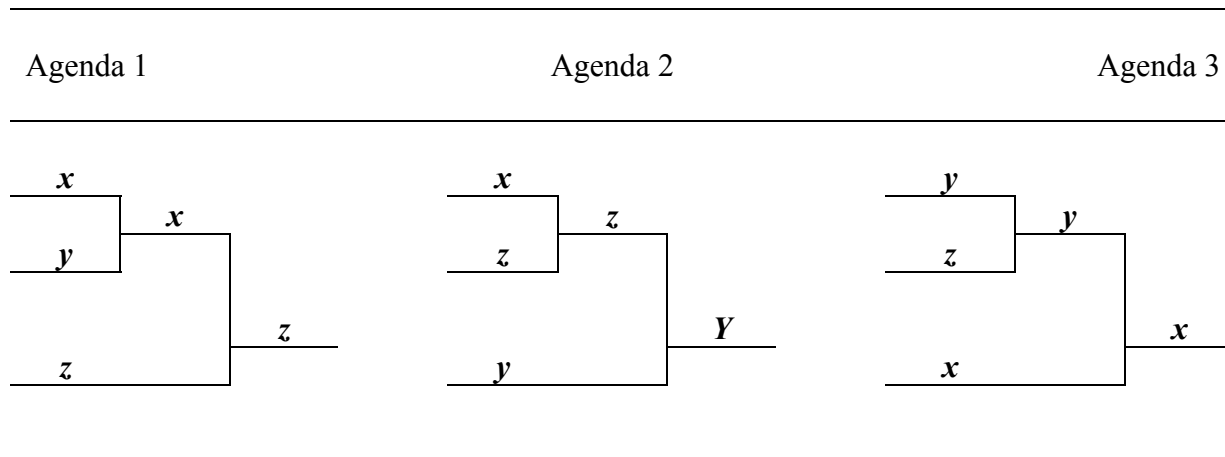 Agenda 1 Agenda 2 Agenda 3
x x y
x z y
y z z
z Y x
z y x